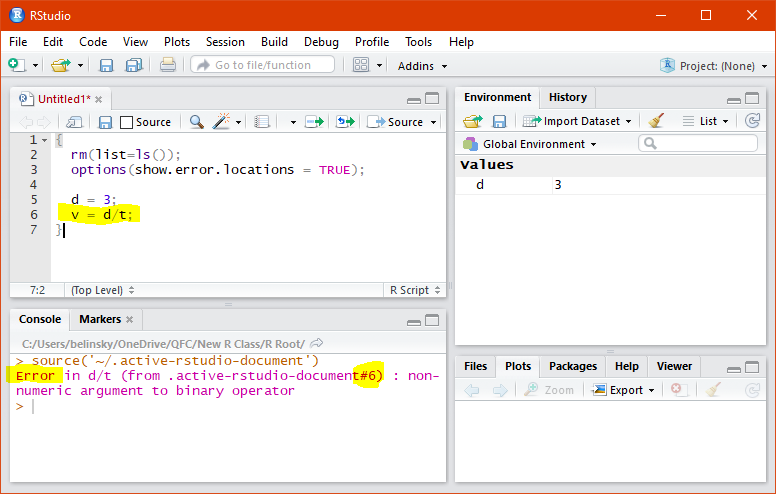 RStudio
File Edit Code View Plots Session Build Debug Profile Tools Help
Go to file/function Addins Project: (None)
Untitled1*
Source Source
1 {
2 rm(list=ls());
3 options(show.error.locations = TRUE);
4
5 d = 3;
6 v = d/t;
7 }
7:2 (Top Level) R Script
Console Markers
C:/Users/belinsky/OneDrive/QFC/New R Class/R Root/
> source('~/.active-rstudio-document')
Error in d/t (from .active-rstudio-document#6) : non-
numeric argument to binary operator
>
Environment History
Import Dataset List
Global Environment
Values
d 3
Files Plots Packages Help Viewer
Zoom Export